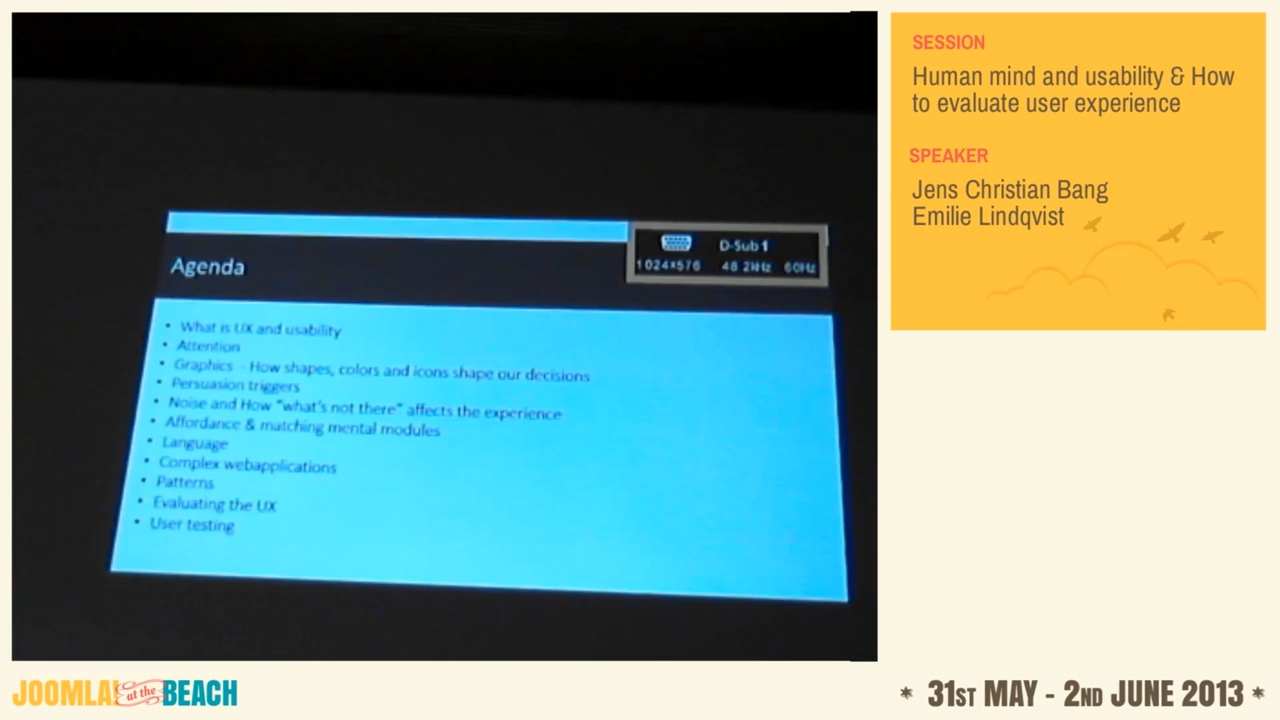 SESSION
Human mind and usability & How
to evaluate user experience
SPEAKER
Jens Christian Bang
Emilie Lindqvist
D-Sub 1
1024*576 48.2kHz 60Hz
Agenda
• What is UX and usability
• Attention
• Graphics - How shapes, colors and icons shape our decisions
• Persuasion triggers
• Noise and How "what's not there" affects the experience
• Affordance & matching mental modules
• Language
• Complex webapplications
• Patterns
• Evaluating the UX
• User testing
JOOMLA! at the BEACH
* 31ST MAY - 2ND JUNE 2013 *